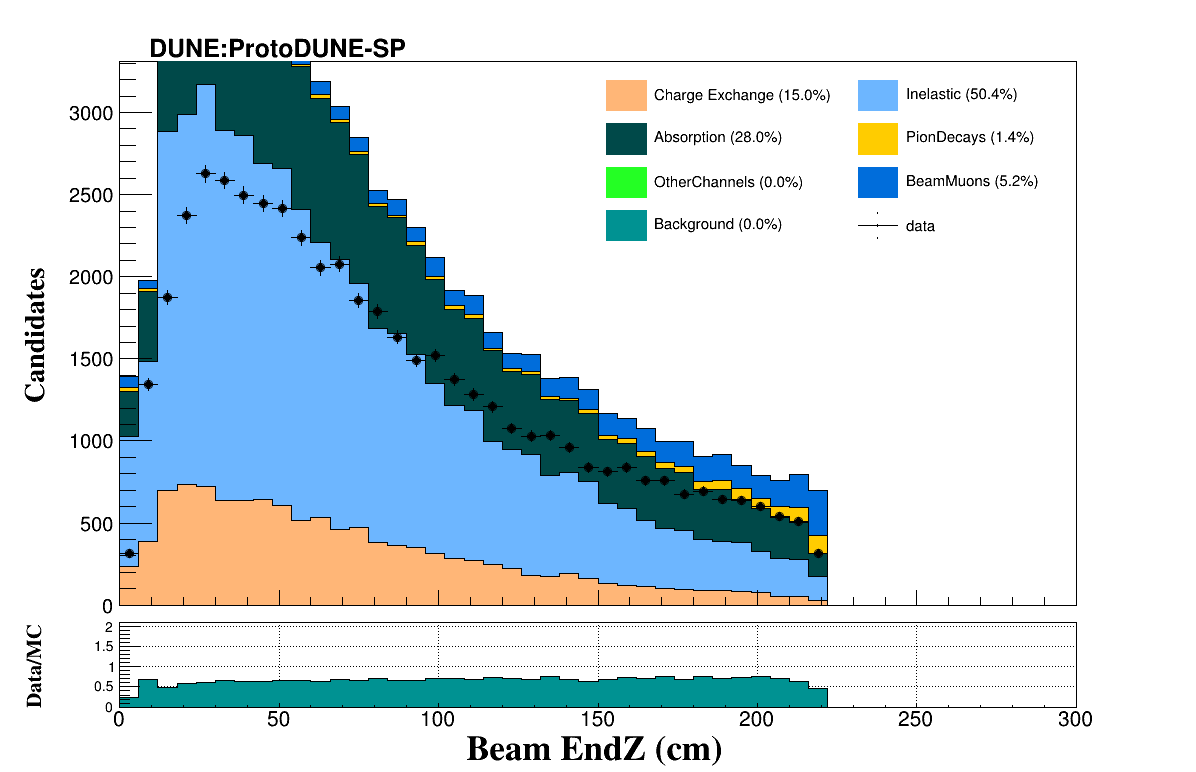 DUNE:ProtoDUNE-SP
Charge Exchange (15.0%)
Inelastic (50.4%)
Absorption (28.0%)
PionDecays (1.4%)
OtherChannels (0.0%)
BeamMuons (5.2%)
Background (0.0%)
data
Candidates
3000
2500
2000
1500
1000
500
0
Data/MC
2
1.5
1
0.5
0
0 50 100 150 200 250 300
Beam EndZ (cm)